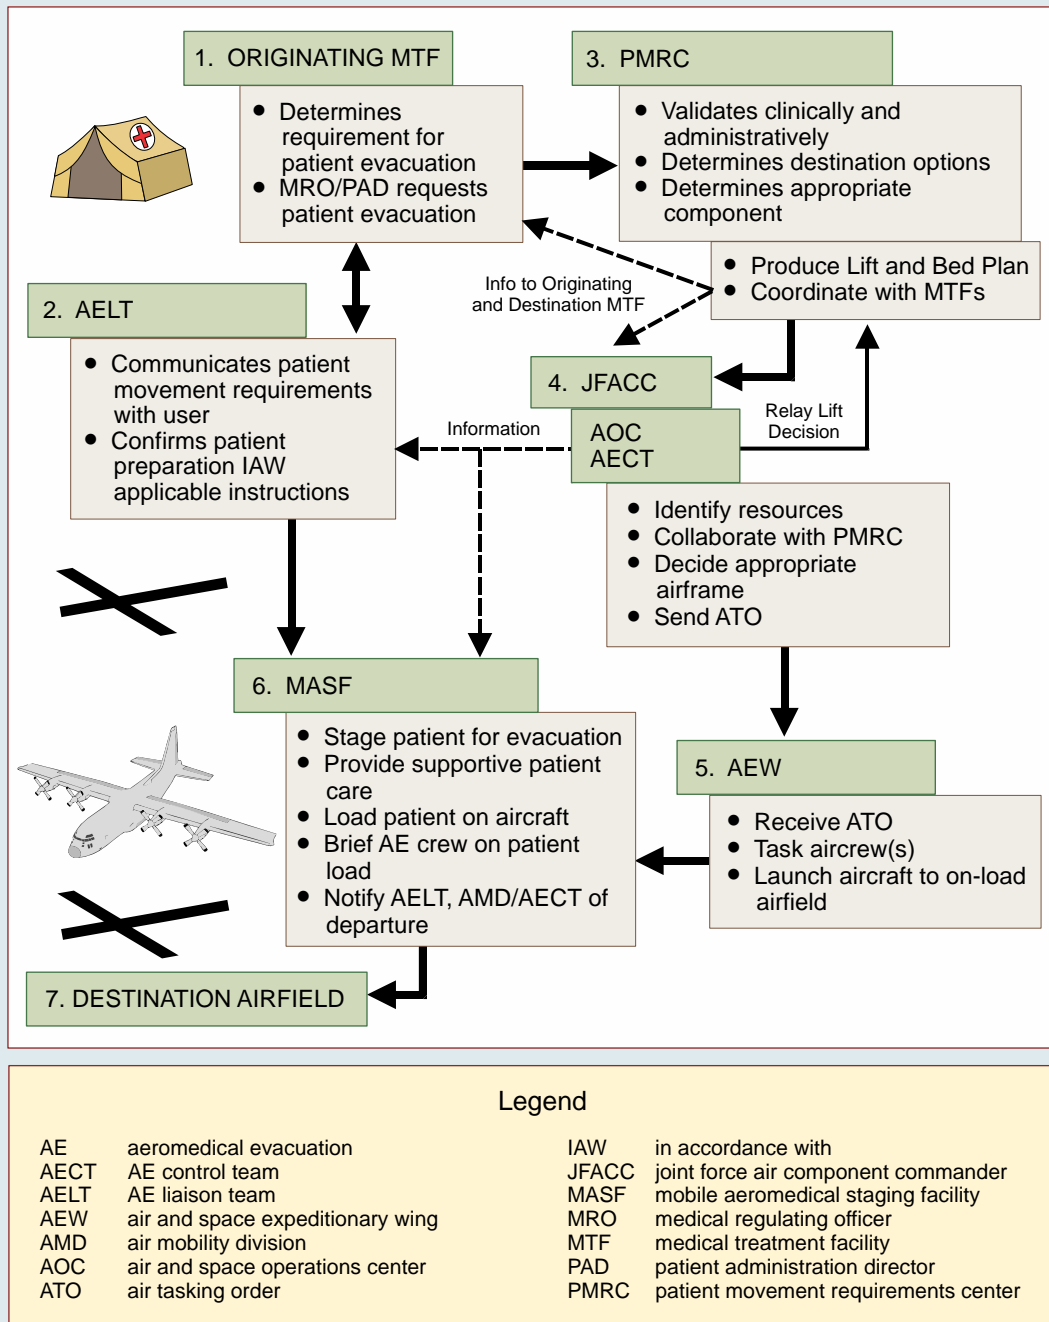 1. ORIGINATING MTF
• Determines
requirement for
patient evacuation
• MRO/PAD requests
patient evacuation
3. PMRC
• Validates clinically and
administratively
• Determines destination options
• Determines appropriate
component
• Produce Lift and Bed Plan
• Coordinate with MTFs
Info to Originating
and Destination MTF
2. AELT
• Communicates patient
movement requirements
with user
• Confirms patient
preparation IAW
applicable instructions
4. JFACC
AOC
AECT
Information
Relay Lift
Decision
• Identify resources
• Collaborate with PMRC
• Decide appropriate
airframe
• Send ATO
6. MASF
• Stage patient for evacuation
• Provide supportive patient
care
• Load patient on aircraft
• Brief AE crew on patient
load
• Notify AELT, AMD/AECT of
departure
5. AEW
• Receive ATO
• Task aircrew(s)
• Launch aircraft to on-load
airfield
7. DESTINATION AIRFIELD
Legend
AE aeromedical evacuation
AECT AE control team
AELT AE liaison team
AEW air and space expeditionary wing
AMD air mobility division
AOC air and space operations center
ATO air tasking order
IAW in accordance with
JFACC joint force air component commander
MASF mobile aeromedical staging facility
MRO medical regulating officer
MTF medical treatment facility
PAD patient administration director
PMRC patient movement requirements center